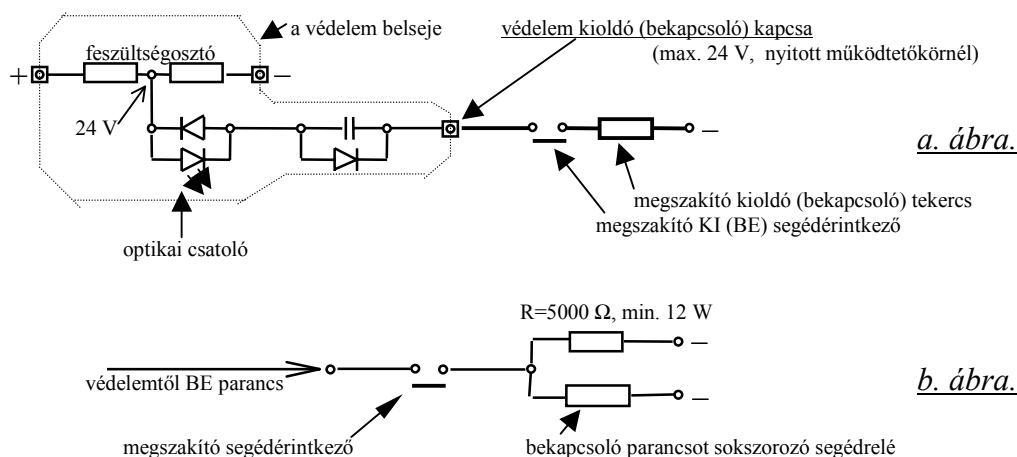 a védelem belseje
védelem kioldó (bekapcsoló) kapcsa
(max. 24 V, nyitott működtetőkörnél)
feszültségosztó
+
–
24 V
–
a. ábra.
megszakító kioldó (bekapcsoló) tekercs
megszakító KI (BE) segédérintkező
optikai csatoló
R=5000 Ω, min. 12 W
–
védelemtől BE parancs
–
b. ábra.
megszakító segédérintkező
bekapcsoló parancsot sokszorozó segédrelé